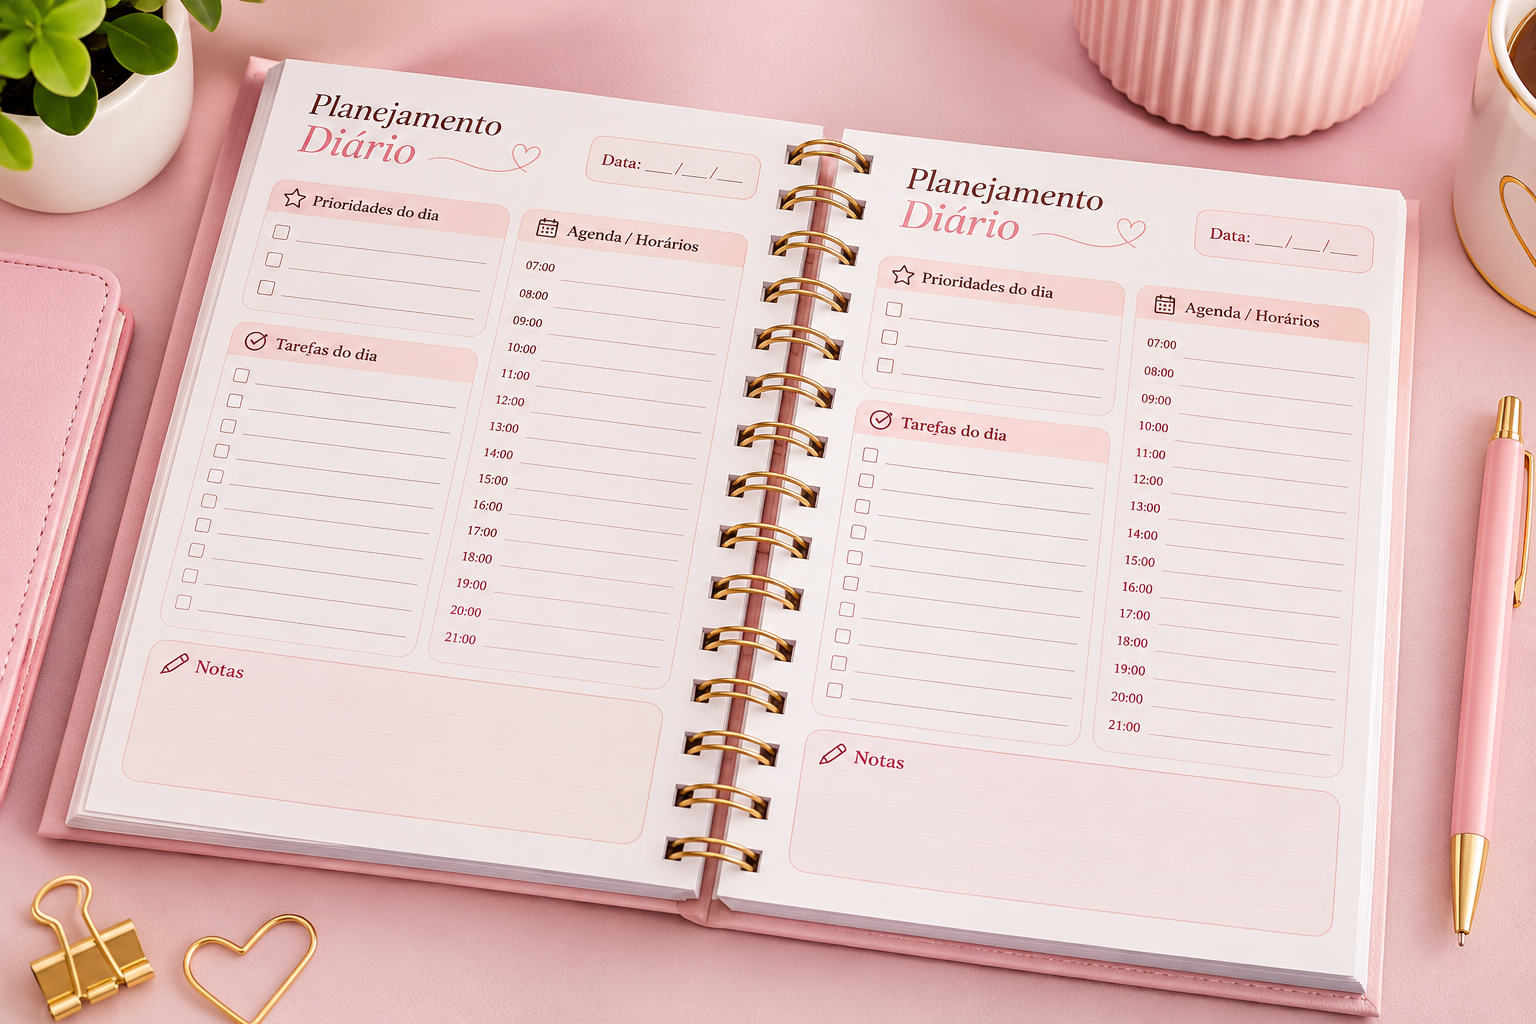 Planejamento
Diário
Data: ___/___/___
Prioridades do dia
Tarefas do dia
Agenda / Horários
07:00
08:00
09:00
10:00
11:00
12:00
13:00
14:00
15:00
16:00
17:00
18:00
19:00
20:00
21:00
Notas
Planejamento
Diário
Data: ___/___/___
Prioridades do dia
Tarefas do dia
Agenda / Horários
07:00
08:00
09:00
10:00
11:00
12:00
13:00
14:00
15:00
16:00
17:00
18:00
19:00
20:00
21:00
Notas